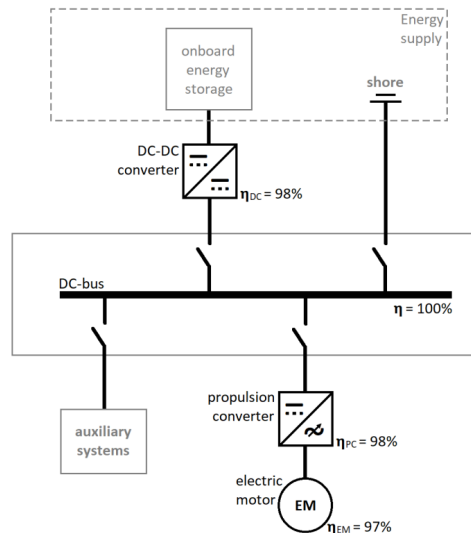 Energy
supply
onboard
energy
storage
shore
DC-DC
converter
ηDC = 98%
DC-bus
η = 100%
auxiliary
systems
propulsion
converter
ηPC = 98%
electric
motor
EM
ηEM = 97%